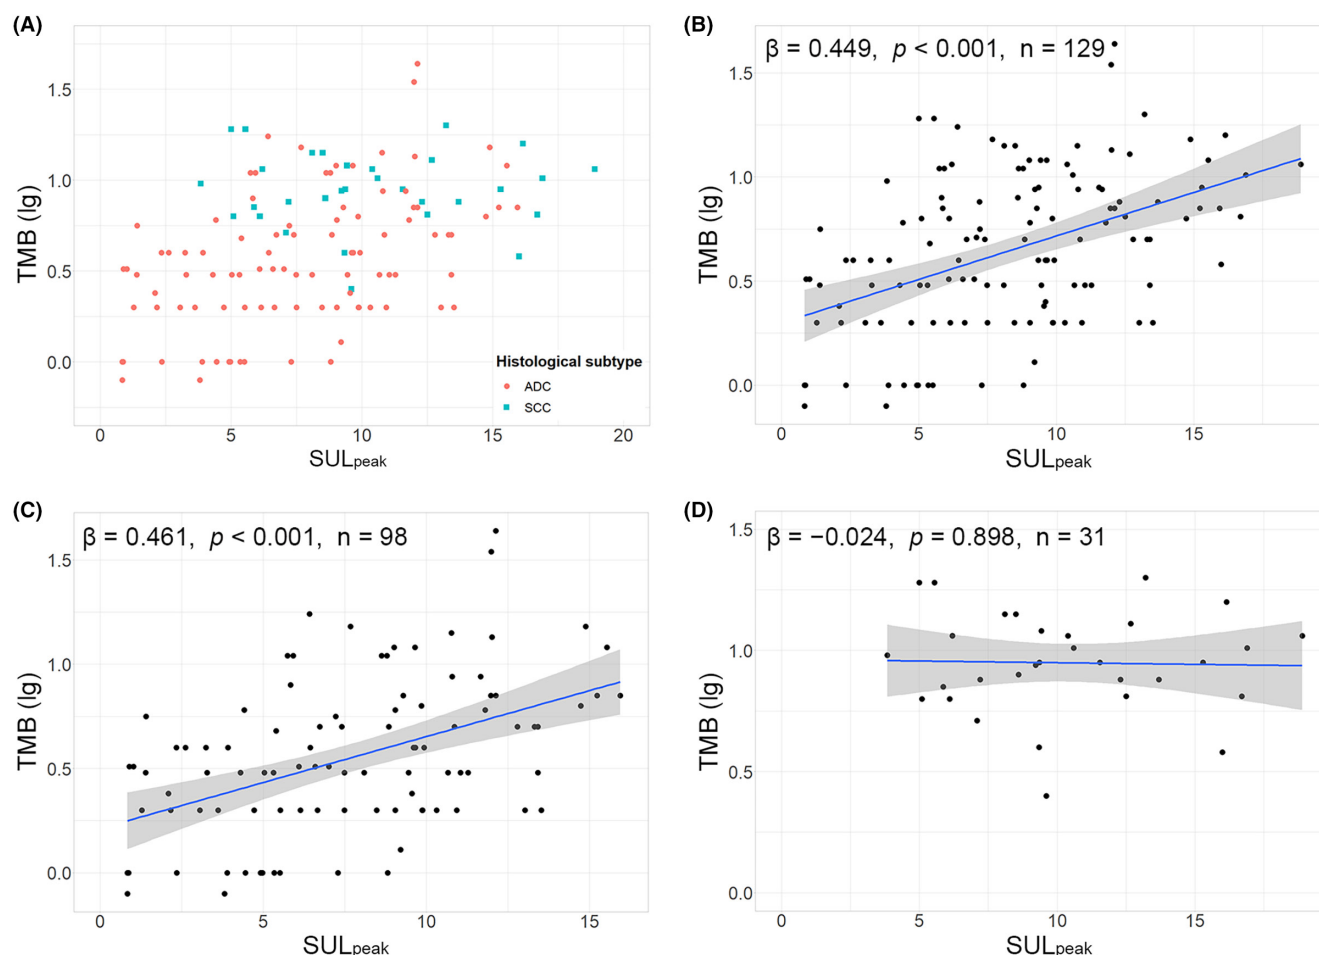 (A)
TMB (lg)
1.5
1.0
0.5
0.0
Histological subtype
ADC
SCC
0 5 10 15 20
SULpeak
(B)
β = 0.449, p < 0.001, n = 129
TMB (lg)
1.5
1.0
0.5
0.0
0 5 10 15
SULpeak
(C)
β = 0.461, p < 0.001, n = 98
TMB (lg)
1.5
1.0
0.5
0.0
0 5 10 15
SULpeak
(D)
β = −0.024, p = 0.898, n = 31
TMB (lg)
1.5
1.0
0.5
0.0
0 5 10 15
SULpeak